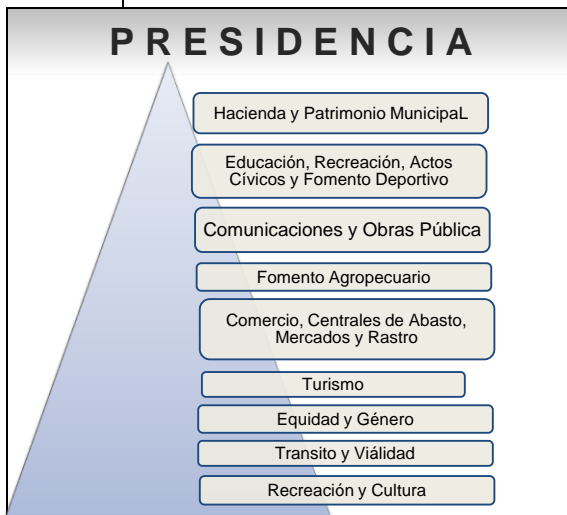 PRESIDENCIA
Hacienda y Patrimonio MunicipaL
Educación, Recreación, Actos
Cívicos y Fomento Deportivo
Comunicaciones y Obras Pública
Fomento Agropecuario
Comercio, Centrales de Abasto,
Mercados y Rastro
Turismo
Equidad y Género
Transito y Viálidad
Recreación y Cultura